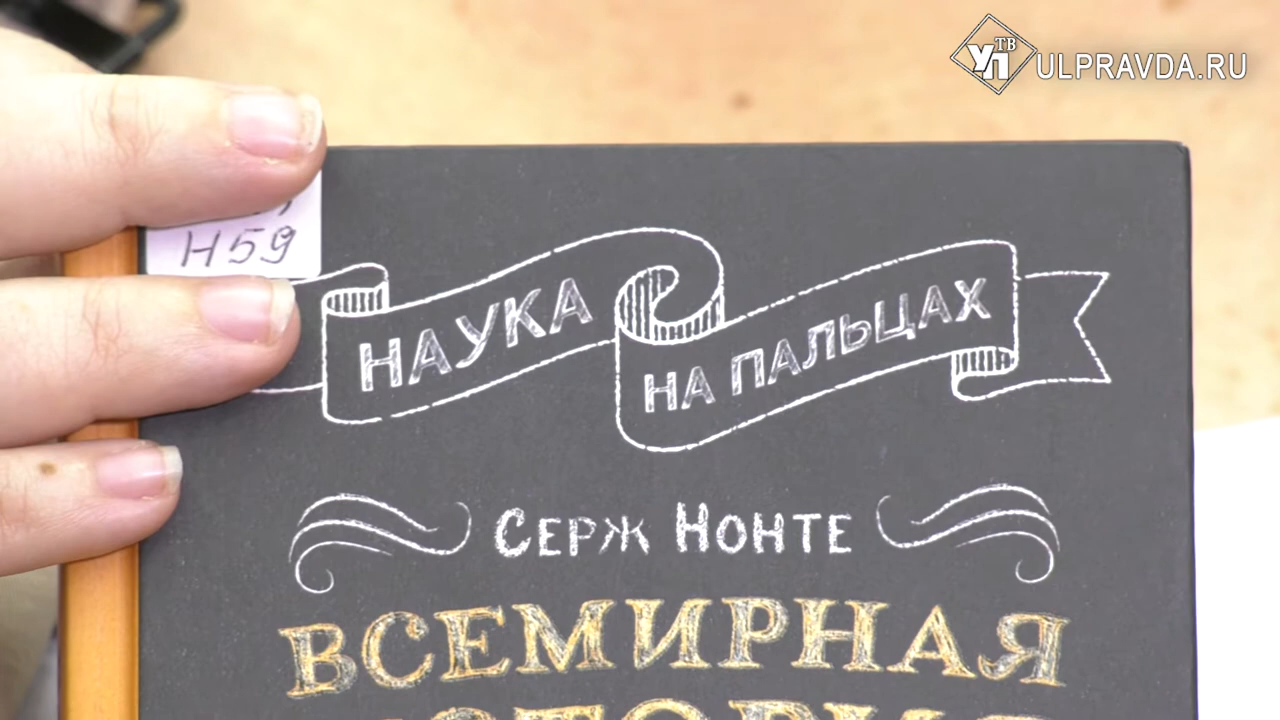 УП ТВ ULPRAVDA.RU
Н59
НАУКА НА ПАЛЬЦАХ
СЕРЖ НОНТЕ
ВСЕМИРНАЯ